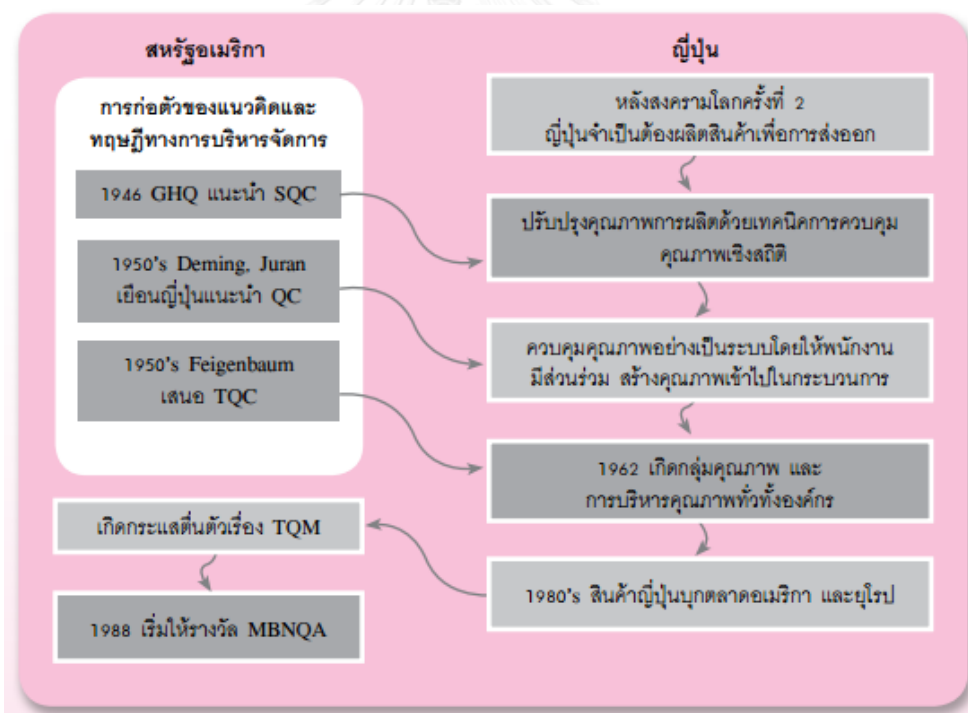 สหรัฐอเมริกา
การก่อตัวของแนวคิดและ
ทฤษฎีทางการบริหารจัดการ
1946 GHQ แนะนำ SQC
1950's Deming, Juran
เยือนญี่ปุ่นแนะนำ QC
1950's Feigenbaum
เสนอ TQC
เกิดกระแสตื่นตัวเรื่อง TQM
1988 เริ่มให้รางวัล MBNQA
ญี่ปุ่น
หลังสงครามโลกครั้งที่ 2
ญี่ปุ่นจำเป็นต้องผลิตสินค้าเพื่อการส่งออก
ปรับปรุงคุณภาพการผลิตด้วยเทคนิคการควบคุม
คุณภาพเชิงสถิติ
ควบคุมคุณภาพอย่างเป็นระบบโดยให้พนักงาน
มีส่วนร่วม สร้างคุณภาพเข้าไปในกระบวนการ
1962 เกิดกลุ่มคุณภาพ และ
การบริหารคุณภาพทั่วทั้งองค์กร
1980's สินค้าญี่ปุ่นบุกตลาดอเมริกา และยุโรป